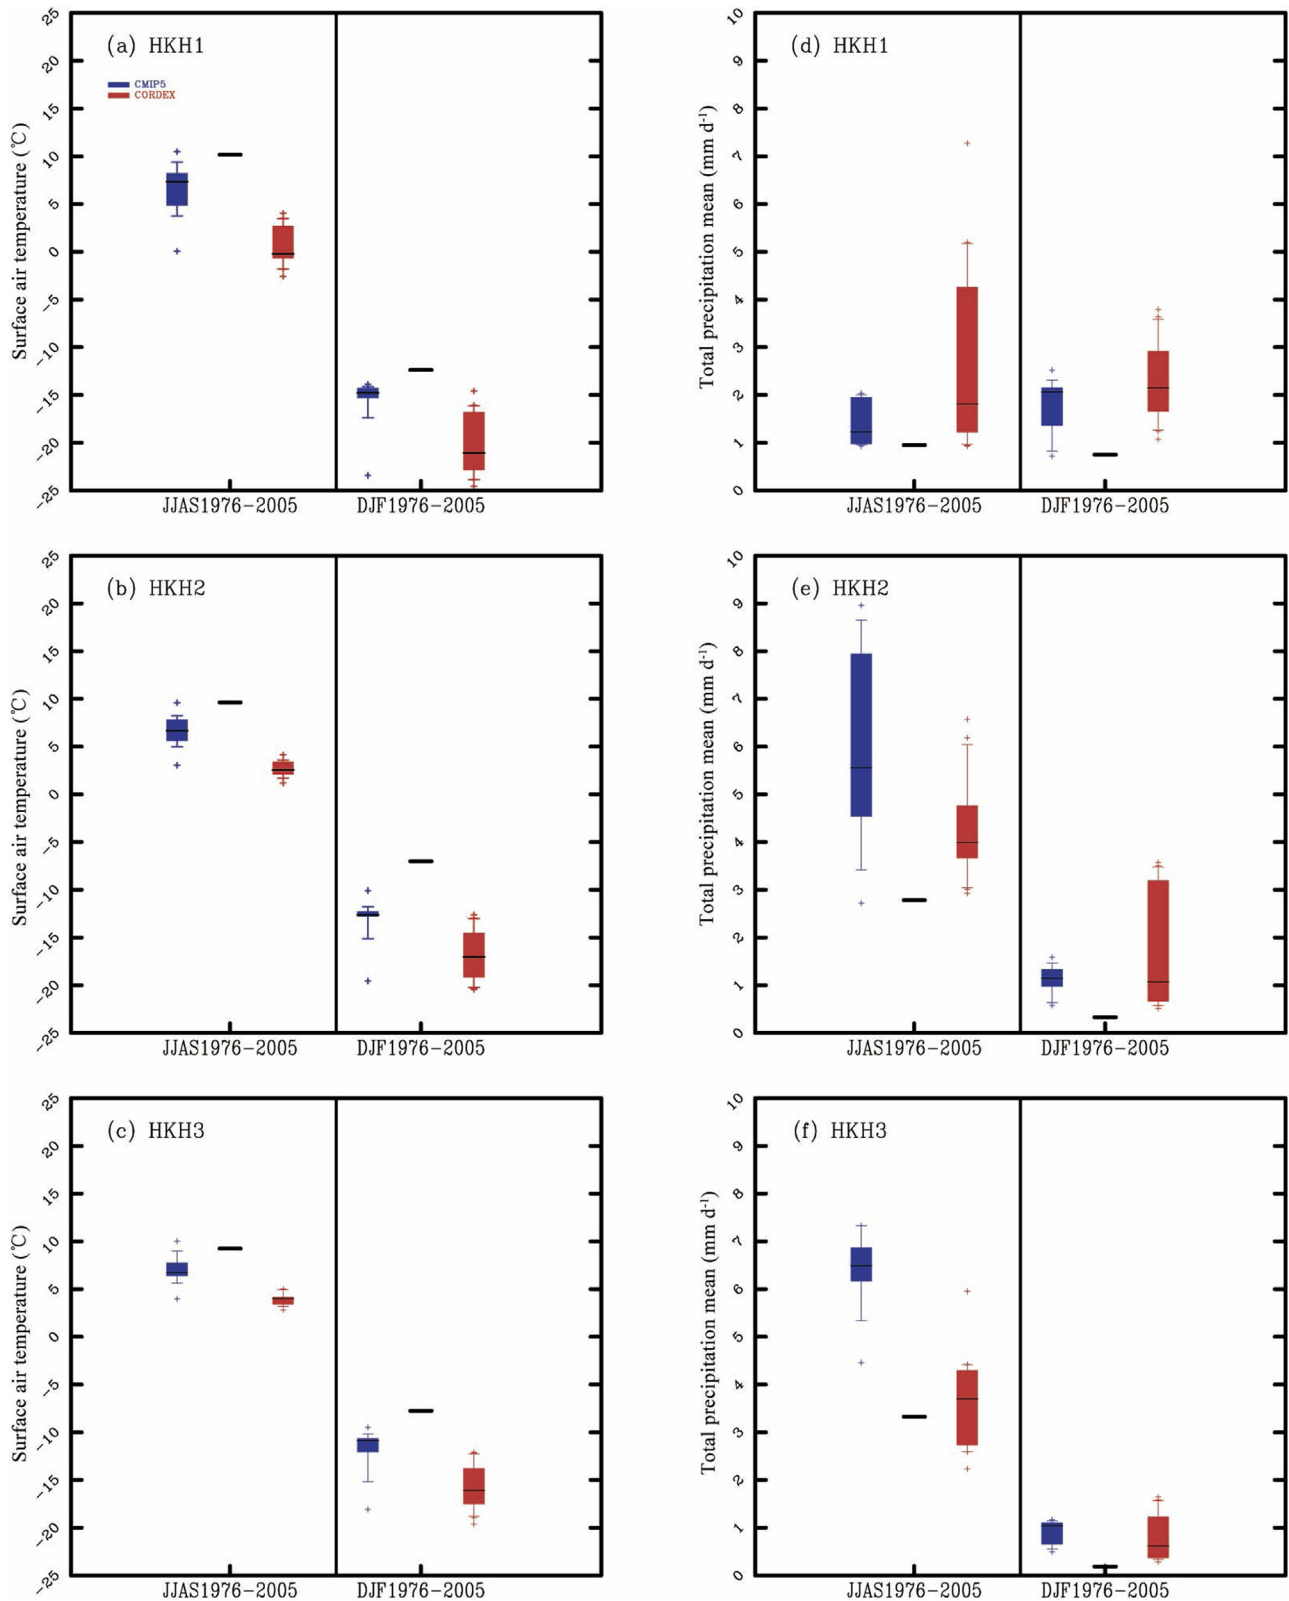 (a) HKH1
CMIP5
CORDEX
Surface air temperature (℃)
25
20
15
10
5
0
-5
-10
-15
-20
-25
JJAS1976-2005
DJF1976-2005
(d) HKH1
Total precipitation mean (mm d⁻¹)
10
9
8
7
6
5
4
3
2
1
0
JJAS1976-2005
DJF1976-2005
(b) HKH2
Surface air temperature (℃)
25
20
15
10
5
0
-5
-10
-15
-20
-25
JJAS1976-2005
DJF1976-2005
(e) HKH2
Total precipitation mean (mm d⁻¹)
10
9
8
7
6
5
4
3
2
1
0
JJAS1976-2005
DJF1976-2005
(c) HKH3
Surface air temperature (℃)
25
20
15
10
5
0
-5
-10
-15
-20
-25
JJAS1976-2005
DJF1976-2005
(f) HKH3
Total precipitation mean (mm d⁻¹)
10
9
8
7
6
5
4
3
2
1
0
JJAS1976-2005
DJF1976-2005